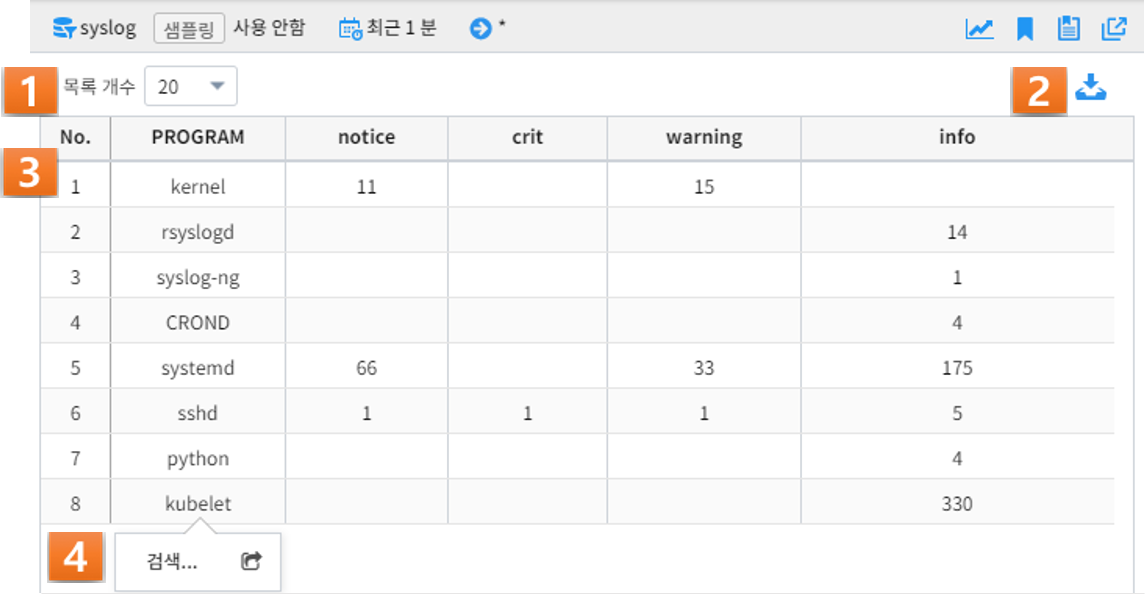 syslog 샘플링 사용 안함 최근 1 분 *
1 목록 개수 20 2
No. PROGRAM notice crit warning info
3
1 kernel 11 15
2 rsyslogd 14
3 syslog-ng 1
4 CROND 4
5 systemd 66 33 175
6 sshd 1 1 1 5
7 python 4
8 kubelet 330
4 검색...